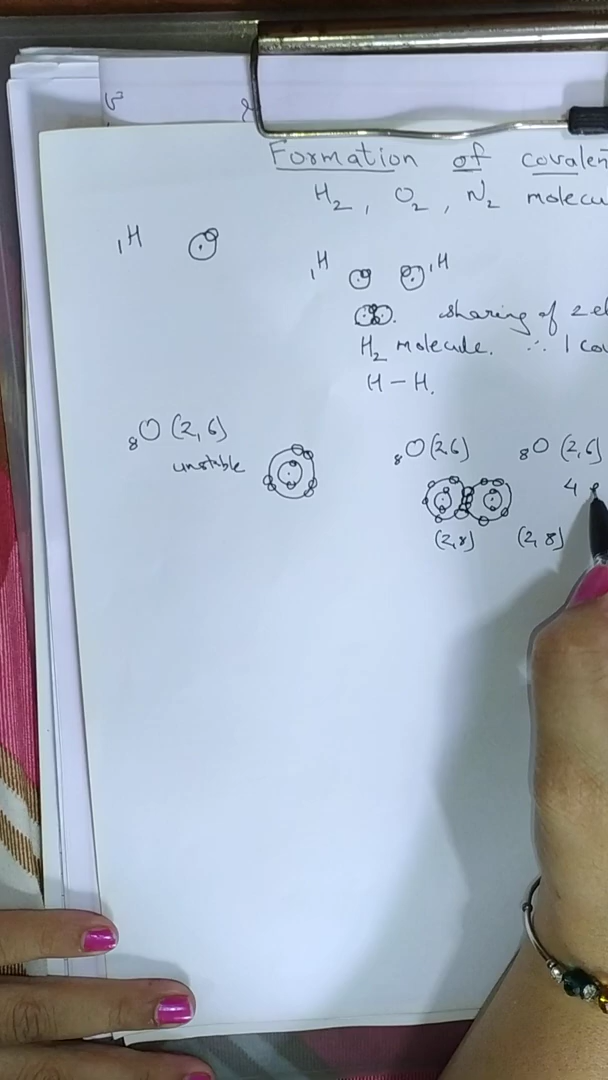 Formation of covalen
H₂, O₂, N₂ molecu
₁H
₁H ₁H
sharing of 2 el
H₂ molecule. ∴ 1 cov
H – H.
₈O (2, 6)
unstable
₈O (2,6) ₈O (2, 6)
4 e
(2,8) (2, 8)